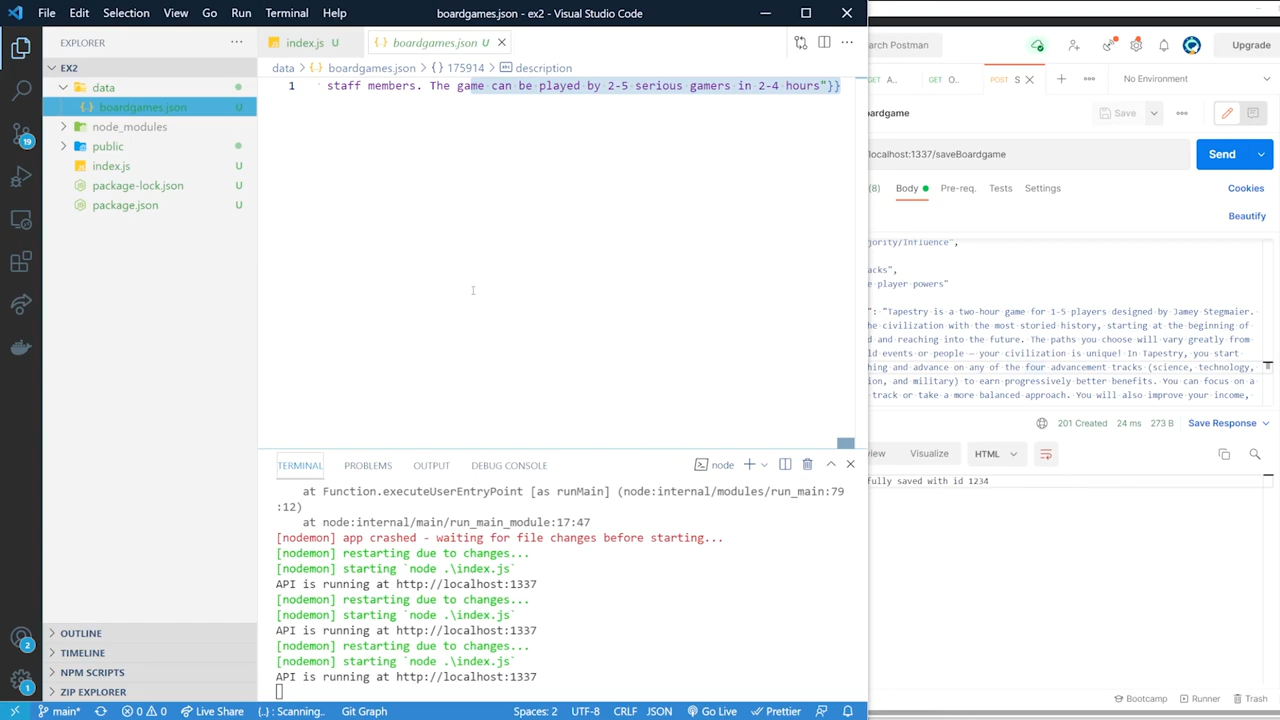 File Edit Selection View Go Run Terminal Help boardgames.json - ex2 - Visual Studio Code
EXPLORER
EX2
data
{} boardgames.json U
node_modules
public
index.js U
package-lock.json U
package.json U
OUTLINE
TIMELINE
NPM SCRIPTS
ZIP EXPLORER
index.js U {} boardgames.json U
data > {} boardgames.json > {} 175914 > description
1 staff members. The game can be played by 2-5 serious gamers in 2-4 hours"}}
TERMINAL PROBLEMS OUTPUT DEBUG CONSOLE node
at Function.executeUserEntryPoint [as runMain] (node:internal/modules/run_main:79
:12)
at node:internal/main/run_main_module:17:47
[nodemon] app crashed - waiting for file changes before starting...
[nodemon] restarting due to changes...
[nodemon] starting `node .\index.js`
API is running at http://localhost:1337
[nodemon] restarting due to changes...
[nodemon] starting `node .\index.js`
API is running at http://localhost:1337
[nodemon] restarting due to changes...
[nodemon] starting `node .\index.js`
API is running at http://localhost:1337
19
2
1
main* 0 0 Live Share {..} : Scanning.. Git Graph Spaces: 2 UTF-8 CRLF JSON Go Live Prettier
arch Postman Upgrade
GET A.. GET O.. POST S No Environment
oardgame Save
localhost:1337/saveBoardgame Send
(8) Body Pre-req. Tests Settings Cookies
Beautify
jority/Influence",
acks",
e player powers"
": "Tapestry is a two-hour game for 1-5 players designed by Jamey Stegmaier.
he civilization with the most storied history, starting at the beginning of
d and reaching into the future. The paths you choose will vary greatly from
ld events or people — your civilization is unique! In Tapestry, you start
hing and advance on any of the four advancement tracks (science, technology,
ion, and military) to earn progressively better benefits. You can focus on a
track or take a more balanced approach. You will also improve your income,
201 Created 24 ms 273 B Save Response
iew Visualize HTML
fully saved with id 1234
Bootcamp Runner Trash